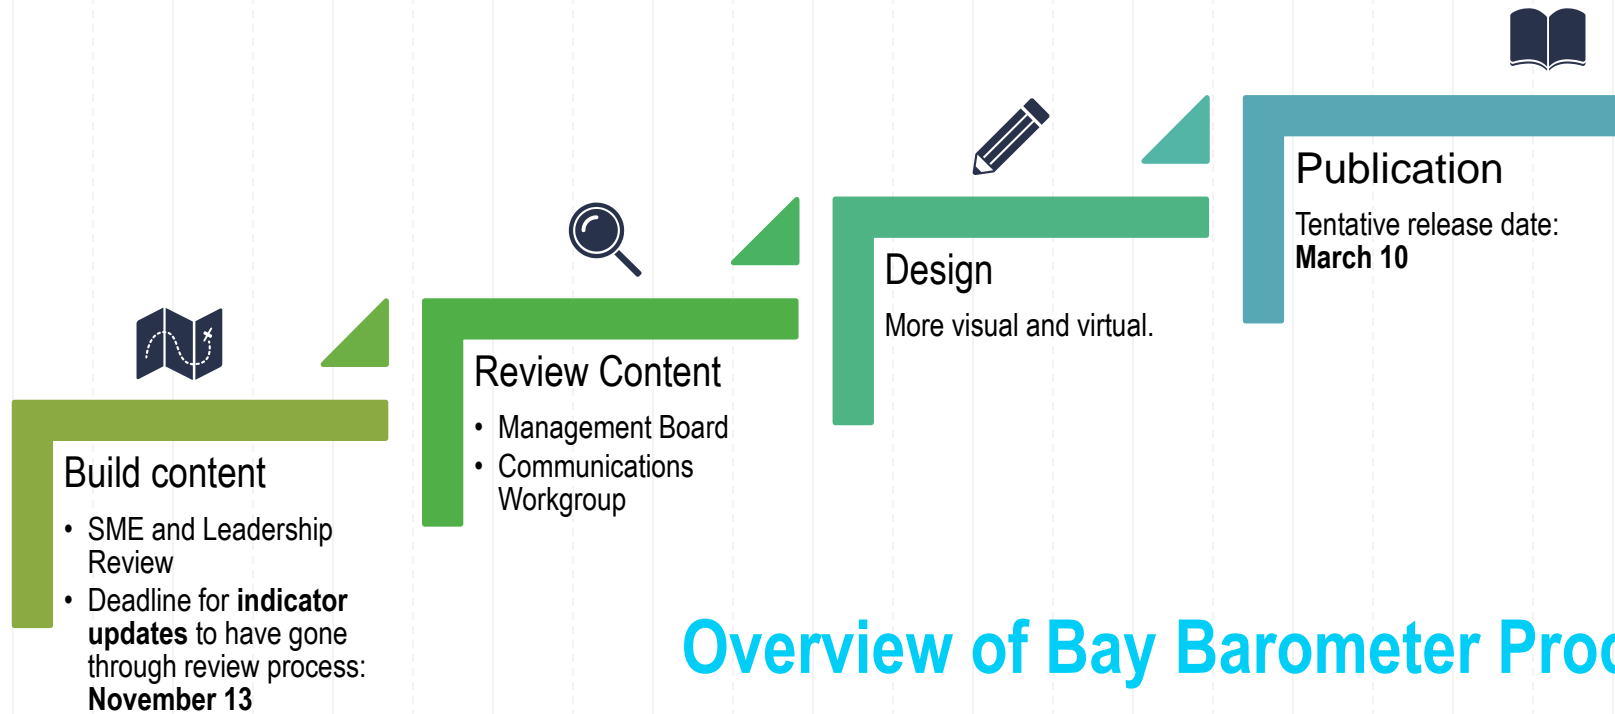 Build content
• SME and Leadership
Review
• Deadline for indicator
updates to have gone
through review process:
November 13
Review Content
• Management Board
• Communications
Workgroup
Design
More visual and virtual.
Publication
Tentative release date:
March 10
Overview of Bay Barometer